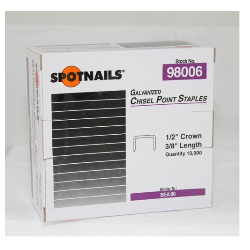 Stock No.
98006
SPOTNAILS®
GALVANIZED
CHISEL POINT STAPLES
1/2" Crown
3/8" Length
Quantity 10,000